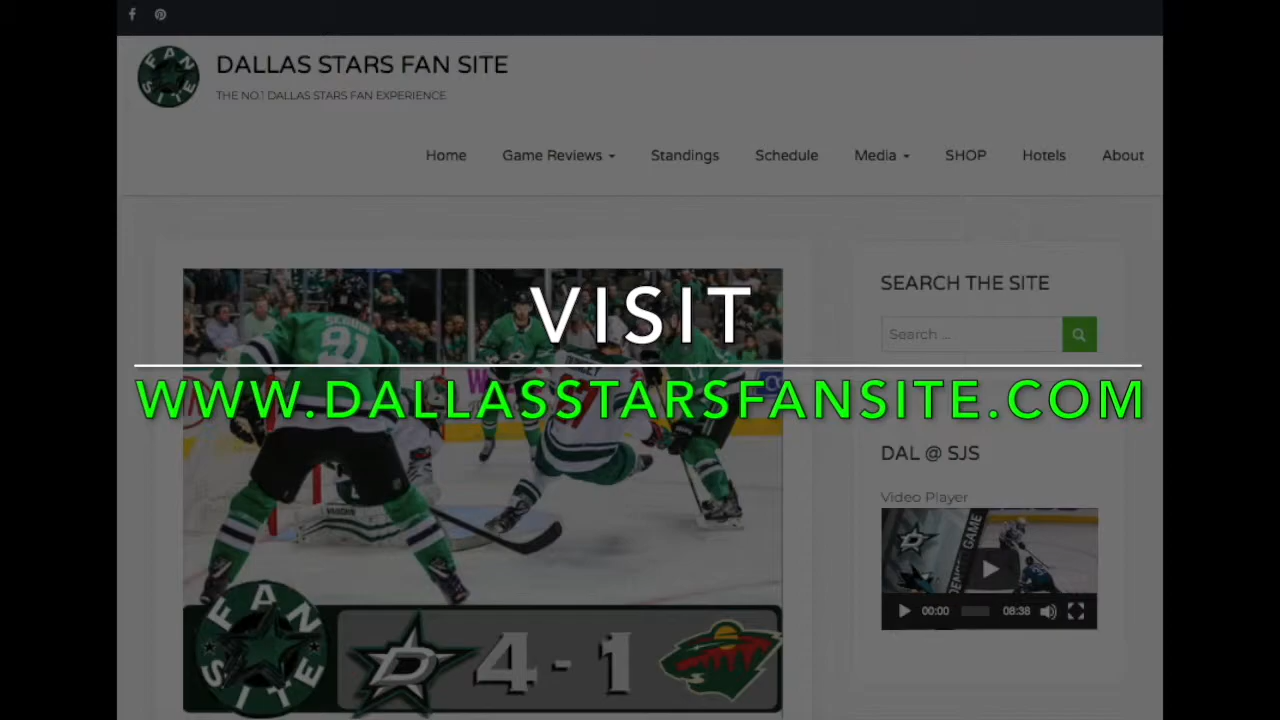 DALLAS STARS FAN SITE
THE NO.1 DALLAS STARS FAN EXPERIENCE
Home Game Reviews Standings Schedule Media SHOP Hotels About
VISIT
WWW.DALLASSTARSFANSITE.COM
SEARCH THE SITE
Search ...
DAL @ SJS
Video Player
00:00 08:38
SEGUIN
91
FAN SITE
4 - 1